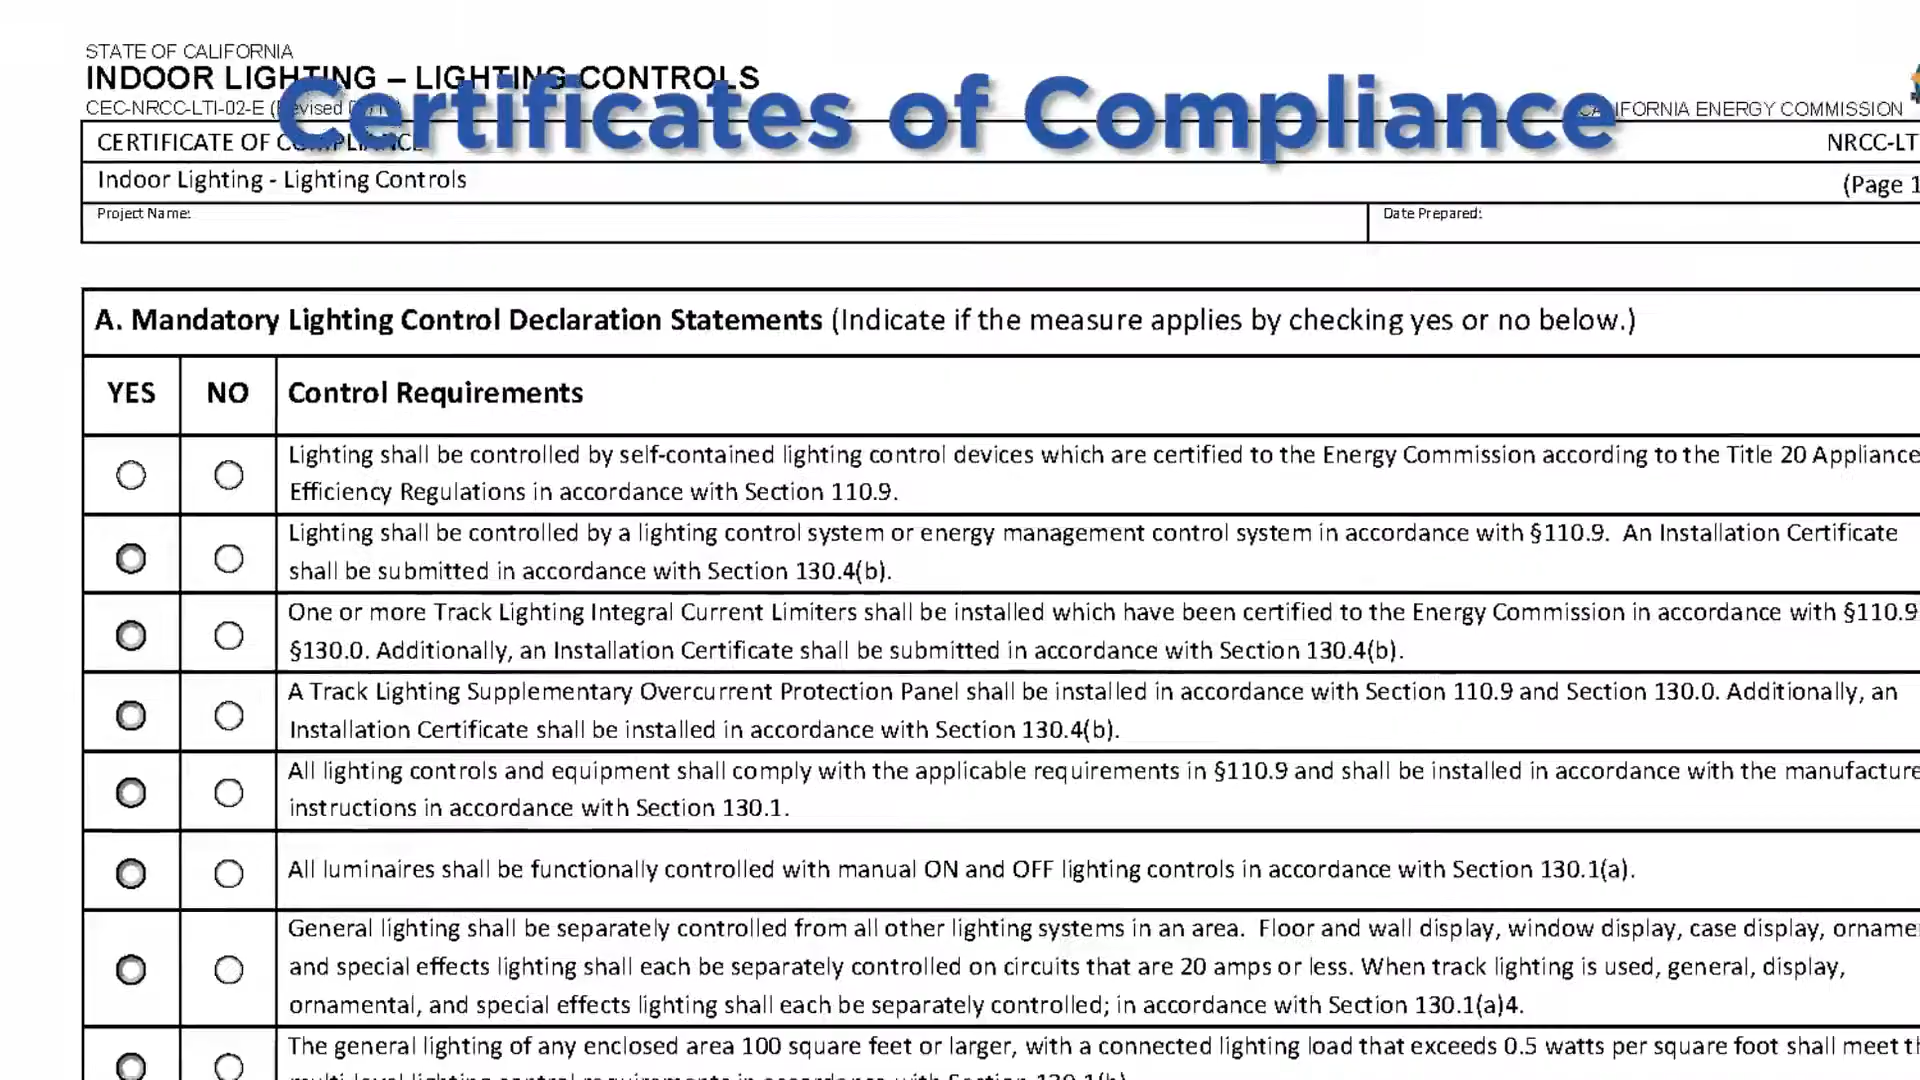 STATE OF CALIFORNIA
INDOOR LIGHTING – LIGHTING CONTROLS
Certificates of Compliance
CEC-NRCC-LTI-02-E (Revised
CALIFORNIA ENERGY COMMISSION
CERTIFICATE OF COMPLIANCE
NRCC-LT
Indoor Lighting - Lighting Controls
(Page 1
Project Name:
Date Prepared:
A. Mandatory Lighting Control Declaration Statements (Indicate if the measure applies by checking yes or no below.)
YES NO Control Requirements
Lighting shall be controlled by self-contained lighting control devices which are certified to the Energy Commission according to the Title 20 Appliance
Efficiency Regulations in accordance with Section 110.9.
Lighting shall be controlled by a lighting control system or energy management control system in accordance with §110.9. An Installation Certificate
shall be submitted in accordance with Section 130.4(b).
One or more Track Lighting Integral Current Limiters shall be installed which have been certified to the Energy Commission in accordance with §110.9
§130.0. Additionally, an Installation Certificate shall be submitted in accordance with Section 130.4(b).
A Track Lighting Supplementary Overcurrent Protection Panel shall be installed in accordance with Section 110.9 and Section 130.0. Additionally, an
Installation Certificate shall be installed in accordance with Section 130.4(b).
All lighting controls and equipment shall comply with the applicable requirements in §110.9 and shall be installed in accordance with the manufacture
instructions in accordance with Section 130.1.
All luminaires shall be functionally controlled with manual ON and OFF lighting controls in accordance with Section 130.1(a).
General lighting shall be separately controlled from all other lighting systems in an area. Floor and wall display, window display, case display, orname
and special effects lighting shall each be separately controlled on circuits that are 20 amps or less. When track lighting is used, general, display,
ornamental, and special effects lighting shall each be separately controlled; in accordance with Section 130.1(a)4.
The general lighting of any enclosed area 100 square feet or larger, with a connected lighting load that exceeds 0.5 watts per square foot shall meet th
multi-level lighting control requirements in accordance with Section 130.1(b).